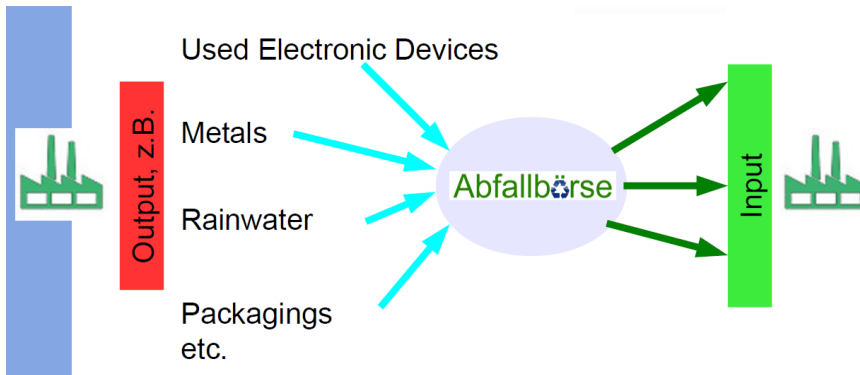 Output, z.B.
Used Electronic Devices
Metals
Rainwater
Packagings
etc.
Abfallbörse
Input